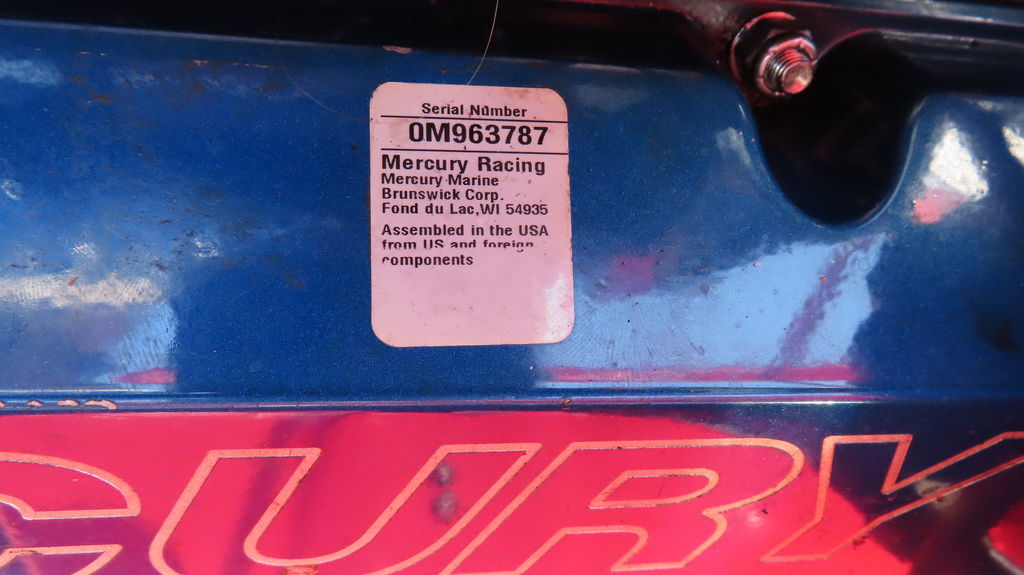 Serial Number
0M963787
Mercury Racing
Mercury Marine
Brunswick Corp.
Fond du Lac,WI 54935
Assembled in the USA
from US and foreign
components
CURY